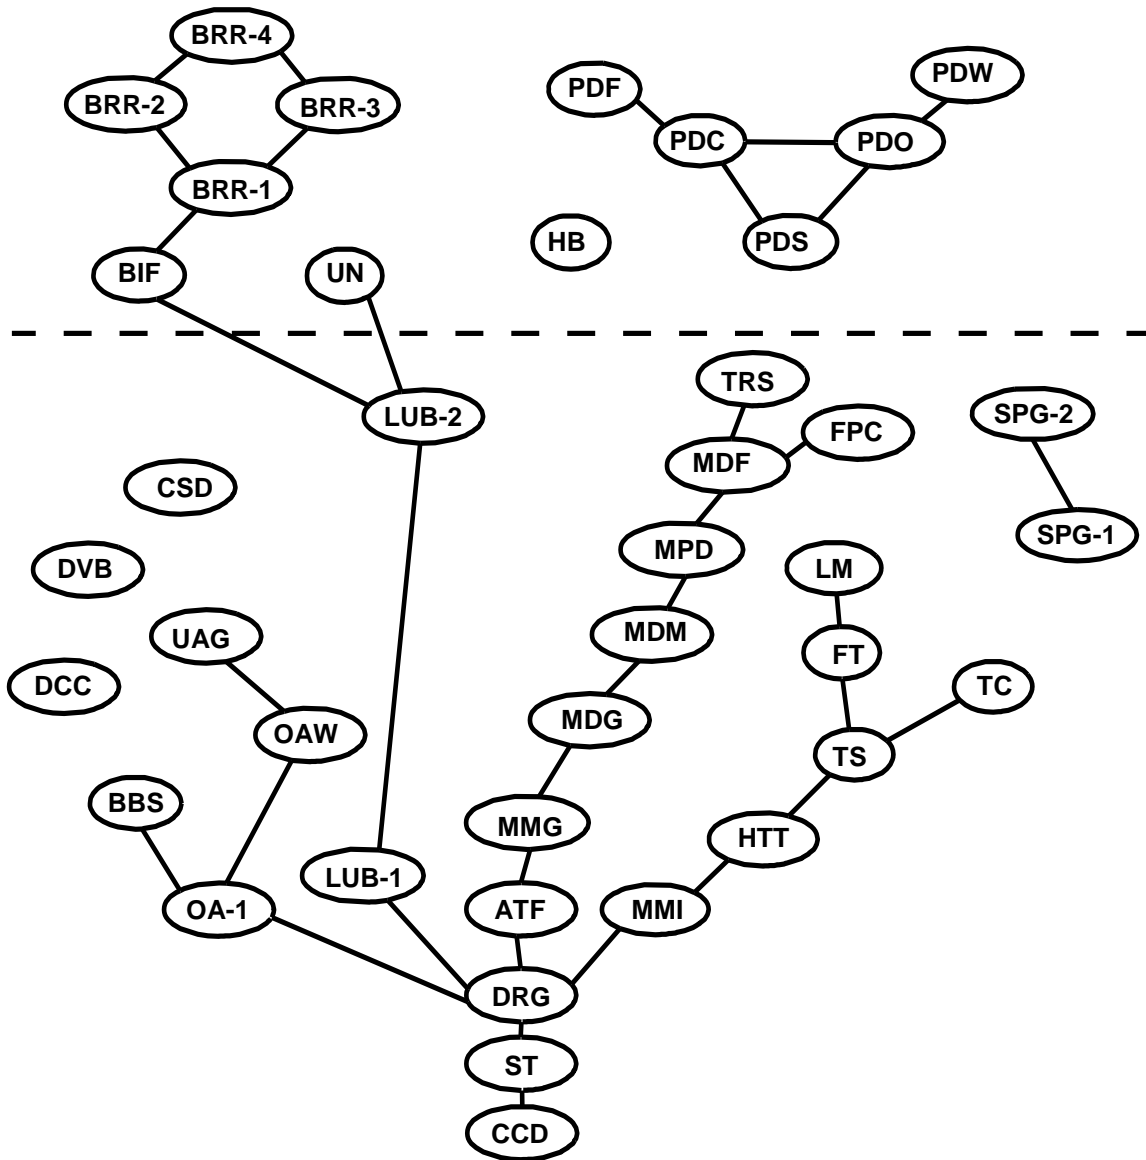 BRR-4
BRR-2
BRR-3
BRR-1
BIF
UN
PDF
PDW
PDC
PDO
HB
PDS
TRS
LUB-2
SPG-2
FPC
MDF
CSD
SPG-1
MPD
DVB
LM
UAG
MDM
FT
DCC
TC
MDG
OAW
TS
BBS
MMG
HTT
LUB-1
OA-1
ATF
MMI
DRG
ST
CCD